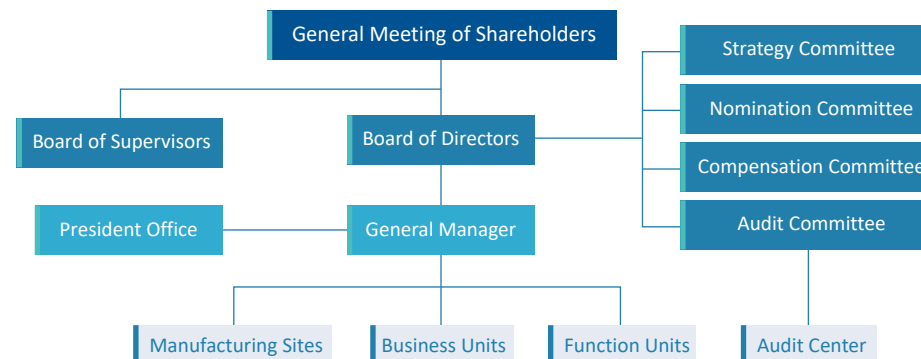 General Meeting of Shareholders
Strategy Committee
Nomination Committee
Board of Supervisors
Board of Directors
Compensation Committee
President Office
General Manager
Audit Committee
Manufacturing Sites
Business Units
Function Units
Audit Center